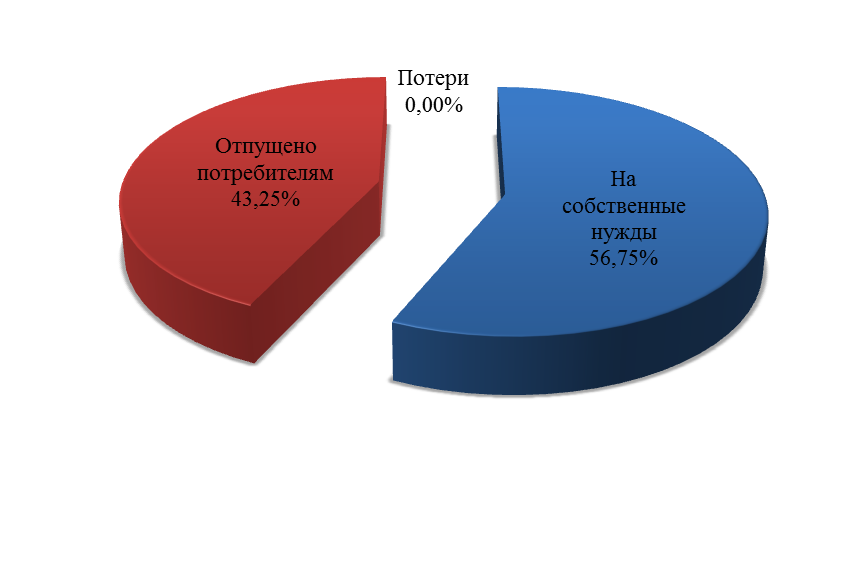 Потери
0,00%
Отпущено
потребителям
43,25%
На
собственные
нужды
56,75%